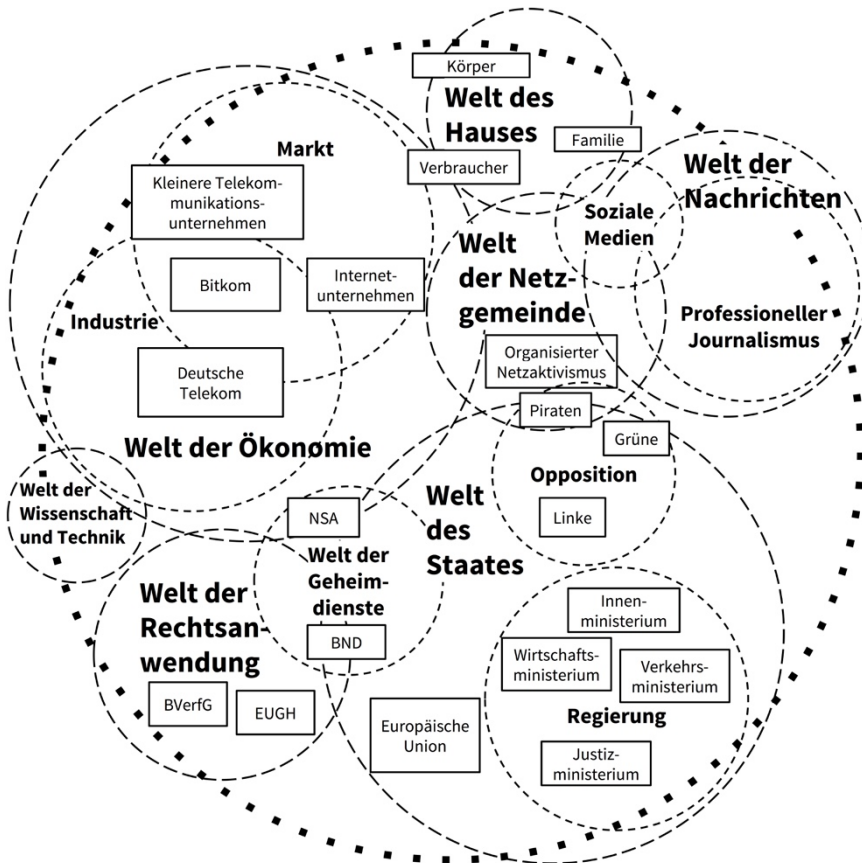 Körper
Welt des
Hauses
Familie
Verbraucher
Markt
Kleinere Telekom-
munikations-
unternehmen
Bitkom
Internet-
unternehmen
Industrie
Deutsche
Telekom
Welt der Ökonomie
Welt der
Nachrichten
Soziale
Medien
Professioneller
Journalismus
Welt
der Netz-
gemeinde
Organisierter
Netzaktivismus
Piraten
Grüne
Opposition
Linke
Welt der
Wissenschaft
und Technik
NSA
Welt der
Geheim-
dienste
BND
Welt
des
Staates
Welt der
Rechtsan-
wendung
BVerfG
EUGH
Europäische
Union
Innen-
ministerium
Wirtschafts-
ministerium
Verkehrs-
ministerium
Regierung
Justiz-
ministerium